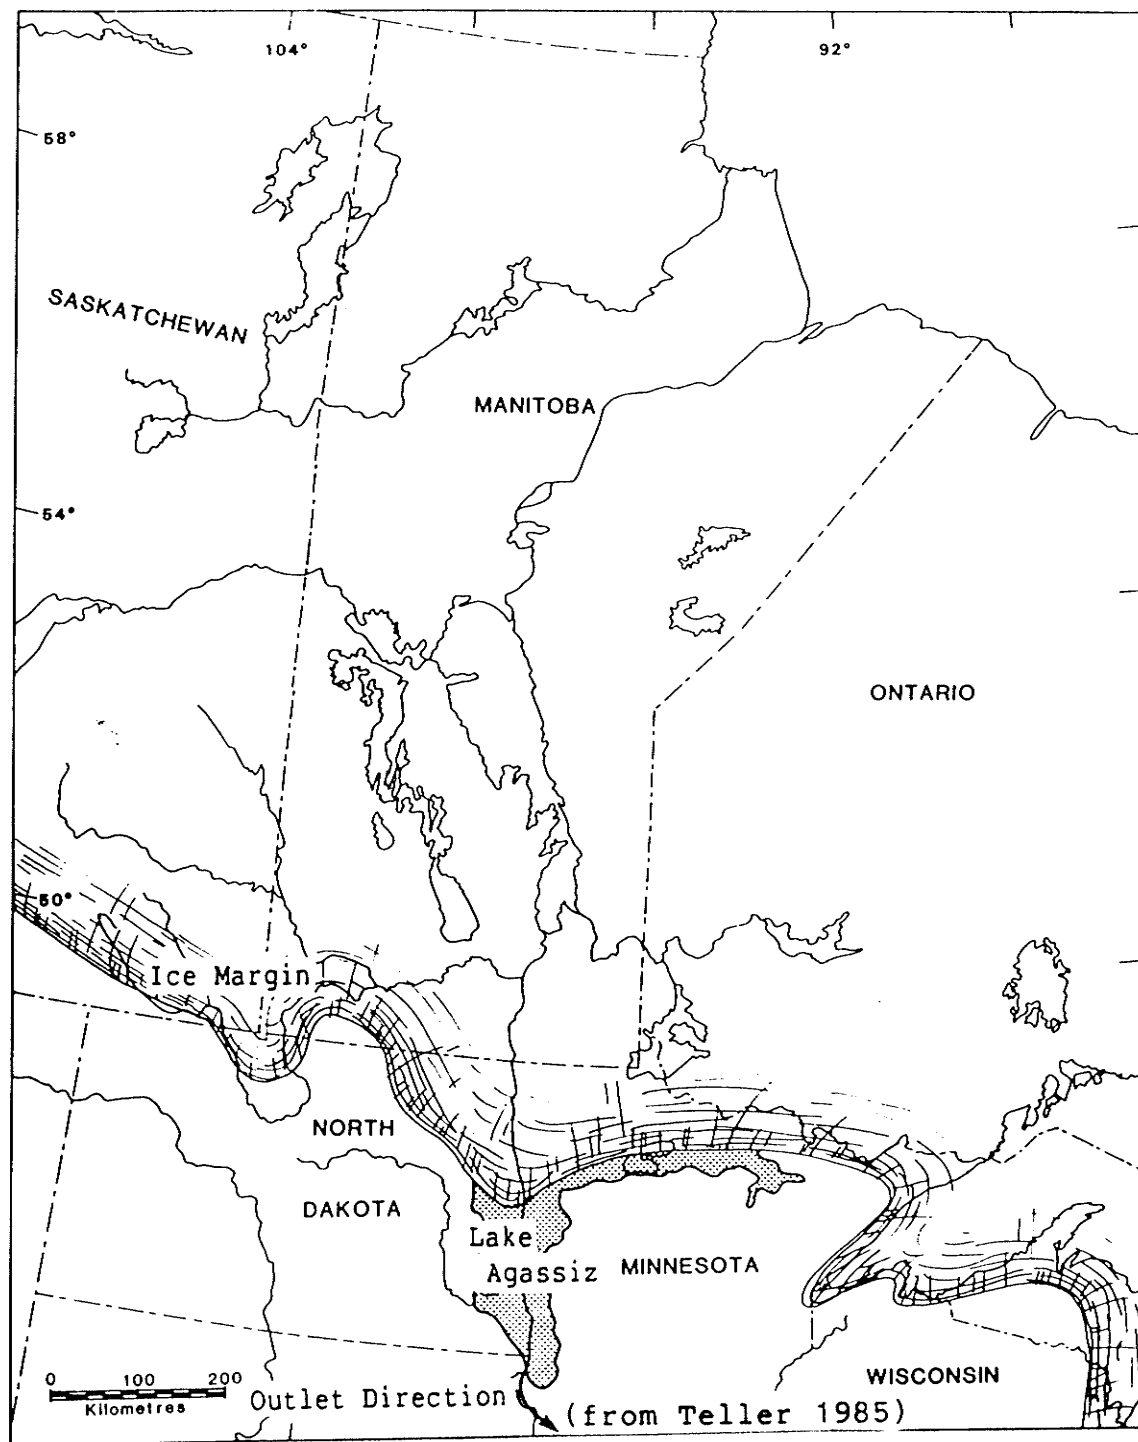 104°
92°
58°
SASKATCHEWAN
MANITOBA
54°
ONTARIO
50°
Ice Margin
NORTH
DAKOTA
Lake
Agassiz
MINNESOTA
WISCONSIN
0 100 200
Kilometres
Outlet Direction
(from Teller 1985)